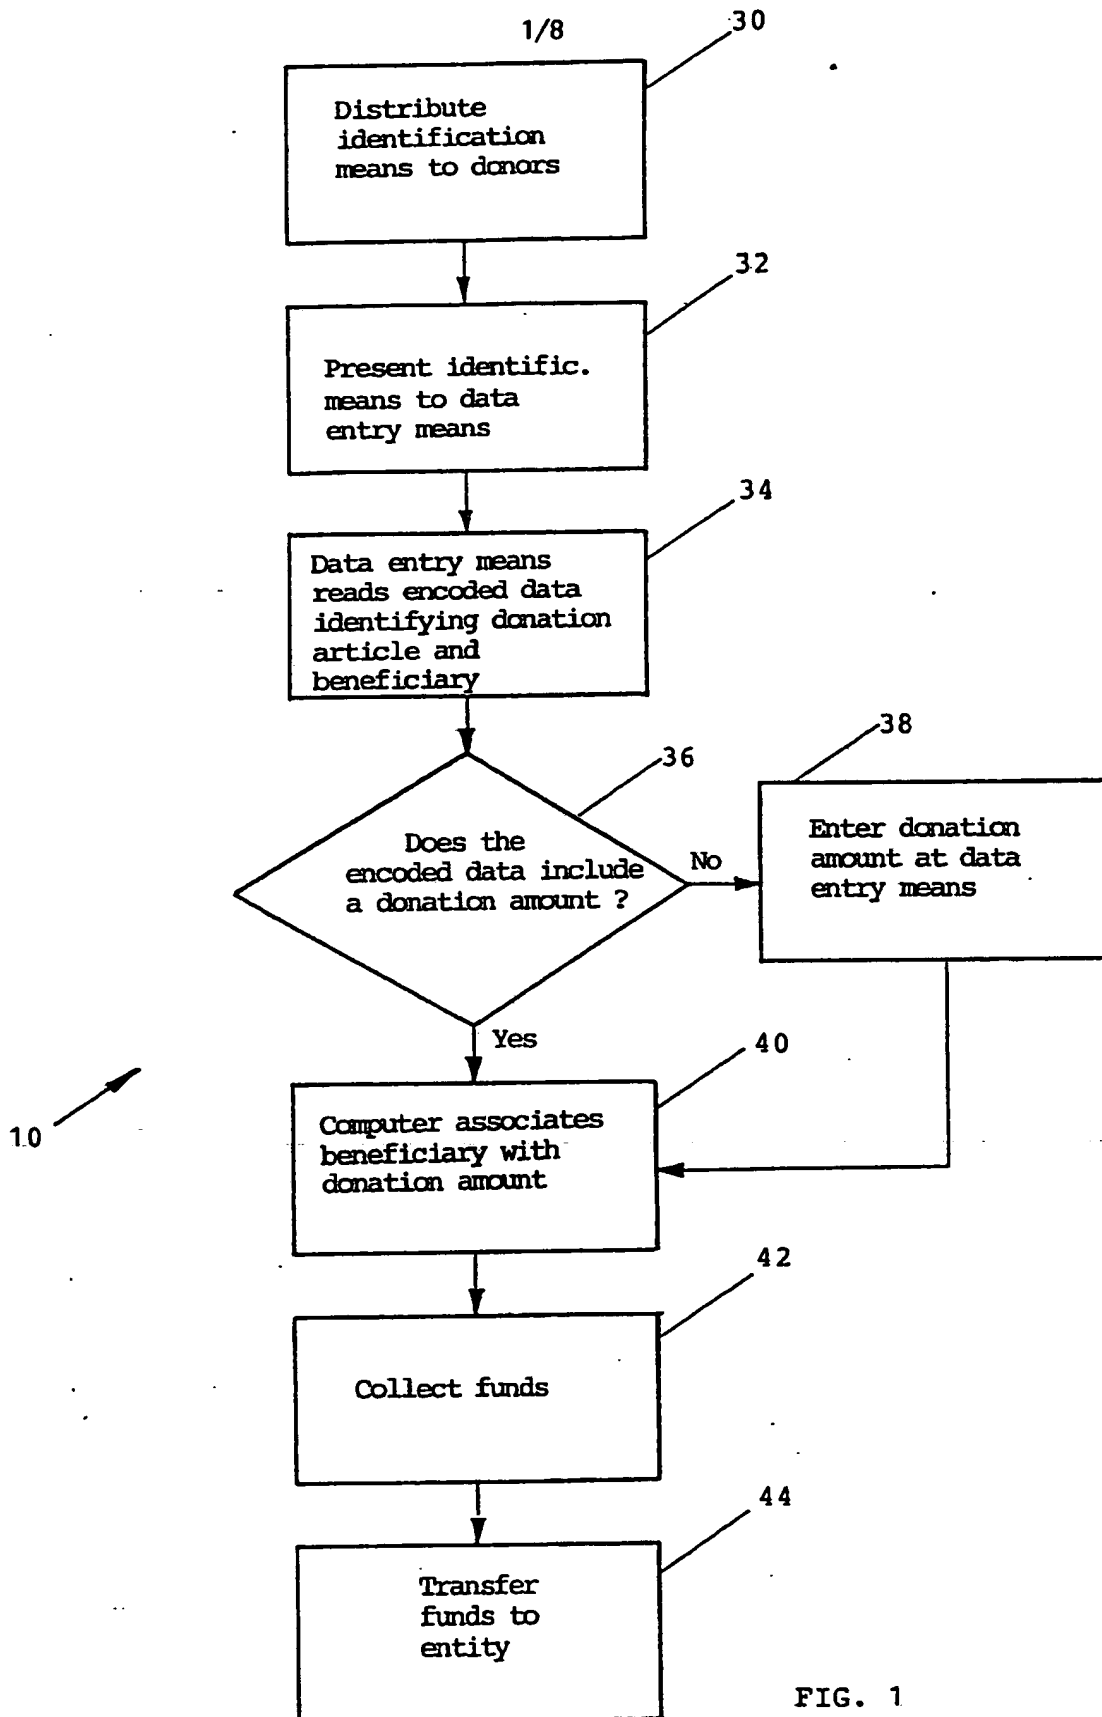 1/8
30
Distribute
identification
means to donors
32
Present identific.
means to data
entry means
34
Data entry means
reads encoded data
identifying donation
article and
beneficiary
36
Does the
encoded data include
a donation amount ?
No
38
Enter donation
amount at data
entry means
Yes
10
40
Computer associates
beneficiary with
donation amount
42
Collect funds
44
Transfer
funds to
entity
FIG. 1